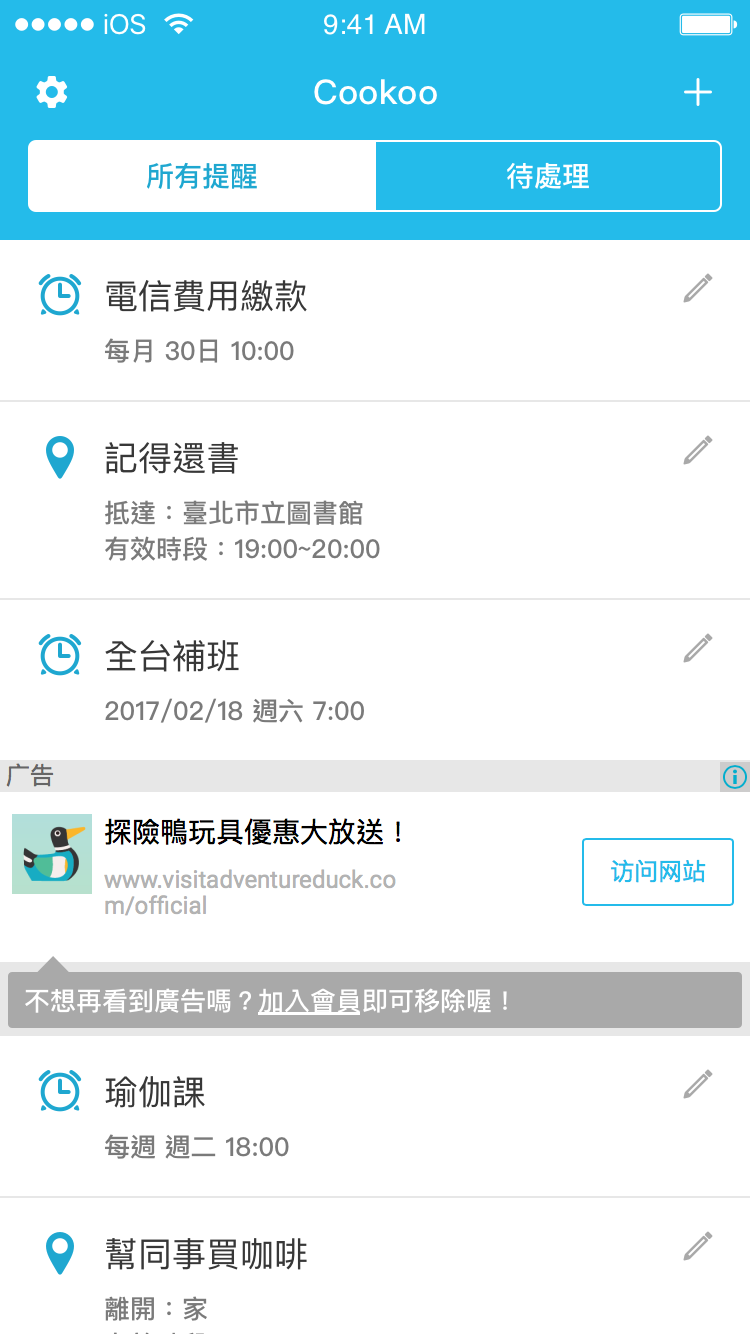 iOS 9:41 AM
Cookoo
所有提醒 待處理
電信費用繳款
每月 30日 10:00
記得還書
抵達：臺北市立圖書館
有效時段：19:00~20:00
全台補班
2017/02/18 週六 7:00
广告
探險鴨玩具優惠大放送！
www.visitadventureduck.co
m/official
访问网站
不想再看到廣告嗎？加入會員即可移除喔！
瑜伽課
每週 週二 18:00
幫同事買咖啡
離開：家